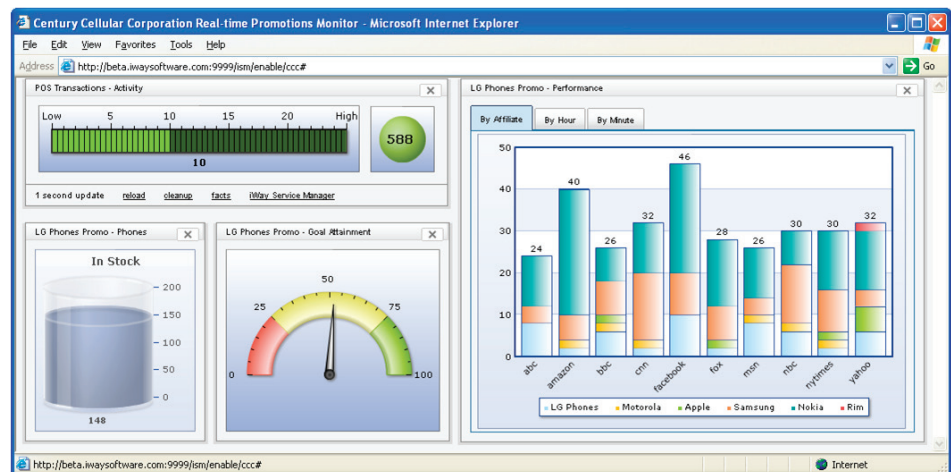 Century Cellular Corporation Real-time Promotions Monitor - Microsoft Internet Explorer
File Edit View Favorites Tools Help
Address http://beta.iwaysoftware.com:9999/ism/enable/ccc# Go
POS Transactions - Activity
Low 5 10 15 20 High
10
588
1 second update reload cleanup facts iWay Service Manager
LG Phones Promo - Phones
In Stock
200
150
100
50
0
148
LG Phones Promo - Goal Attainment
0 25 50 75 100
LG Phones Promo - Performance
By Affiliate By Hour By Minute
50
40
30
20
10
0
24 40 26 32 46 28 26 30 30 32
abc amazon bbc cnn facebook fox msn nbc nytimes yahoo
LG Phones Motorola Apple Samsung Nokia Rim
http://beta.iwaysoftware.com:9999/ism/enable/ccc# Internet